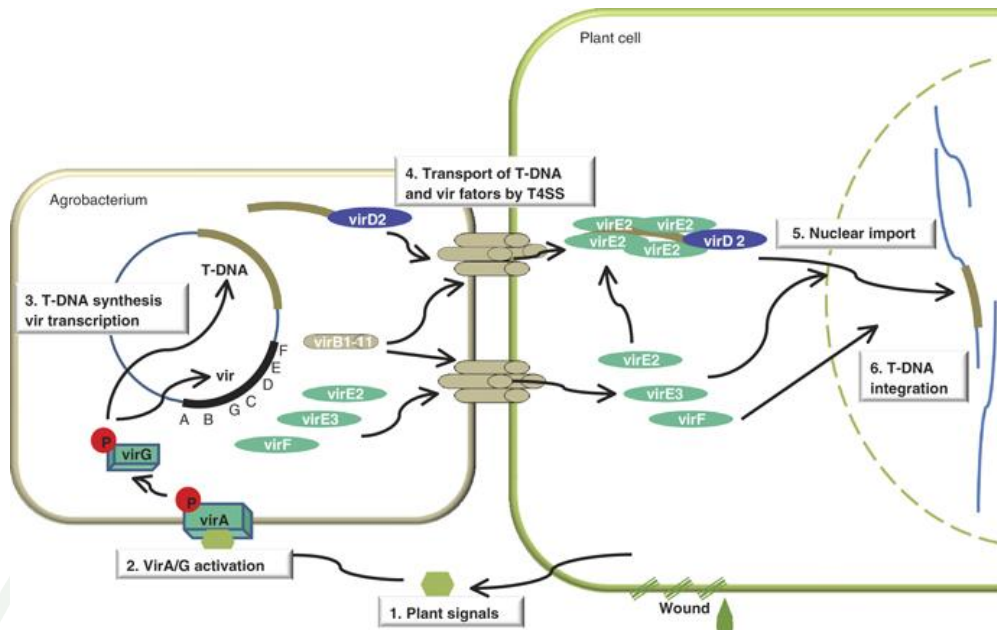 Plant cell
Agrobacterium
4. Transport of T-DNA
and vir fators by T4SS
virD2
virE2
virE2
virE2
virD 2
virE2
5. Nuclear import
T-DNA
3. T-DNA synthesis
vir transcription
virB1-11
F
E
D
C
G
B
A
vir
virE2
virE3
virF
virE2
virE3
virF
6. T-DNA
integration
P
virG
P
virA
2. VirA/G activation
1. Plant signals
Wound